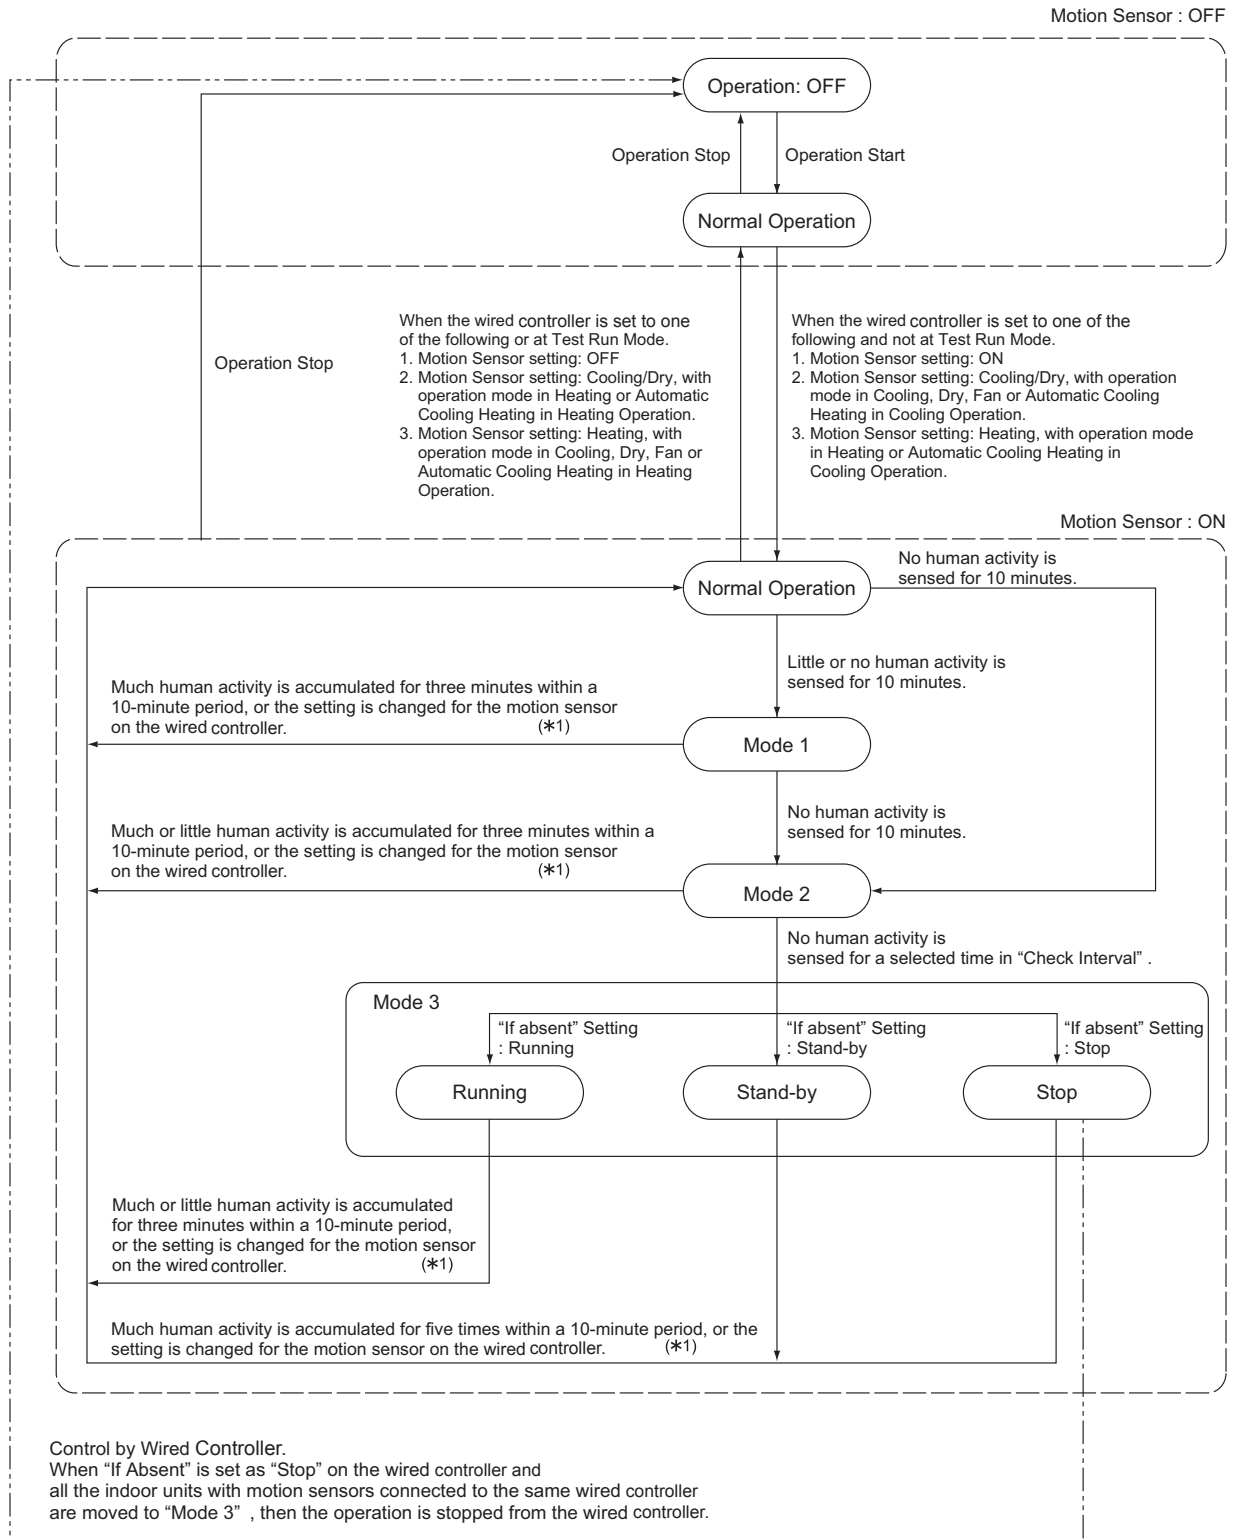 Motion Sensor : OFF
Operation: OFF
Operation Stop
Operation Start
Normal Operation
Operation Stop
When the wired controller is set to one
of the following or at Test Run Mode.
1. Motion Sensor setting: OFF
2. Motion Sensor setting: Cooling/Dry, with
operation mode in Heating or Automatic
Cooling Heating in Heating Operation.
3. Motion Sensor setting: Heating, with
operation mode in Cooling, Dry, Fan or
Automatic Cooling Heating in Heating
Operation.
When the wired controller is set to one of the
following and not at Test Run Mode.
1. Motion Sensor setting: ON
2. Motion Sensor setting: Cooling/Dry, with operation
mode in Cooling, Dry, Fan or Automatic Cooling
Heating in Cooling Operation.
3. Motion Sensor setting: Heating, with operation mode
in Heating or Automatic Cooling Heating in
Cooling Operation.
Motion Sensor : ON
Normal Operation
No human activity is
sensed for 10 minutes.
Little or no human activity is
sensed for 10 minutes.
Much human activity is accumulated for three minutes within a
10-minute period, or the setting is changed for the motion sensor
on the wired controller. (∗1)
Mode 1
No human activity is
sensed for 10 minutes.
Much or little human activity is accumulated for three minutes within a
10-minute period, or the setting is changed for the motion sensor
on the wired controller. (∗1)
Mode 2
No human activity is
sensed for a selected time in “Check Interval” .
Mode 3
“If absent” Setting
: Running
“If absent” Setting
: Stand-by
“If absent” Setting
: Stop
Running
Stand-by
Stop
Much or little human activity is accumulated
for three minutes within a 10-minute period,
or the setting is changed for the motion sensor
on the wired controller. (∗1)
Much human activity is accumulated for five times within a 10-minute period, or the
setting is changed for the motion sensor on the wired controller. (∗1)
Control by Wired Controller.
When “If Absent” is set as “Stop” on the wired controller and
all the indoor units with motion sensors connected to the same wired controller
are moved to “Mode 3” , then the operation is stopped from the wired controller.